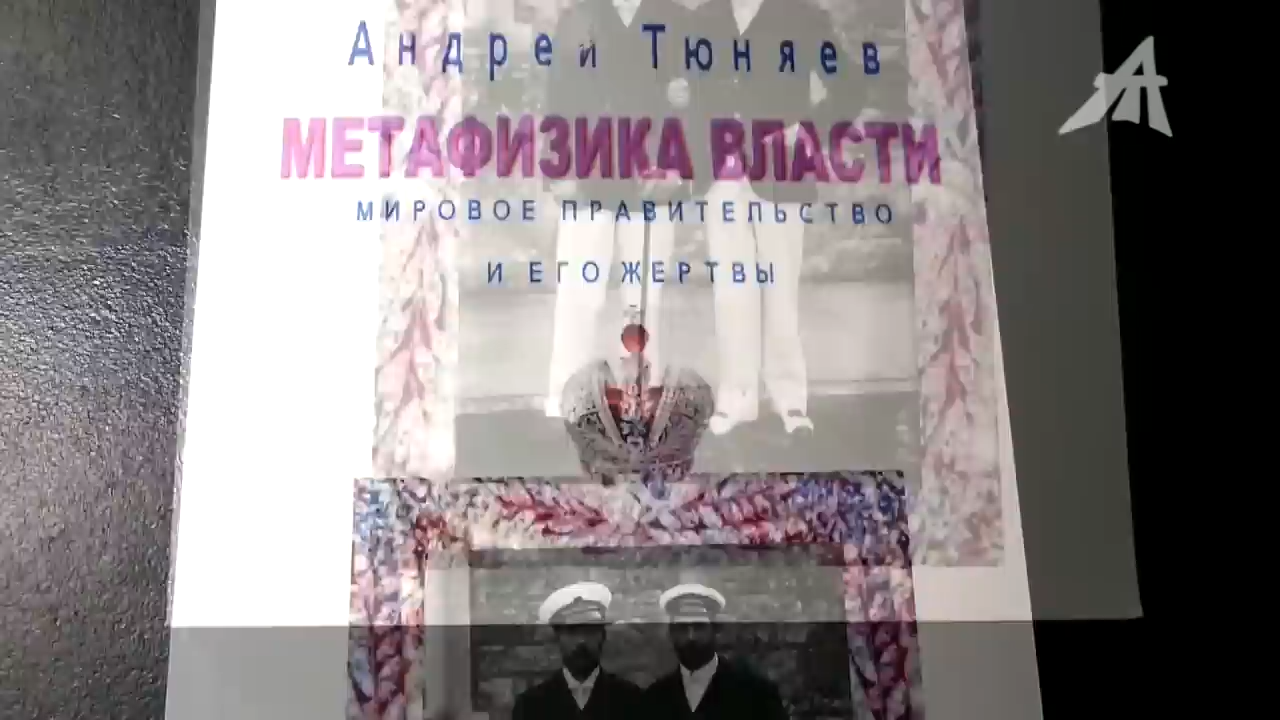 Андрей Тюняев
МЕТАФИЗИКА ВЛАСТИ
МИРОВОЕ ПРАВИТЕЛЬСТВО
И ЕГО ЖЕРТВЫ